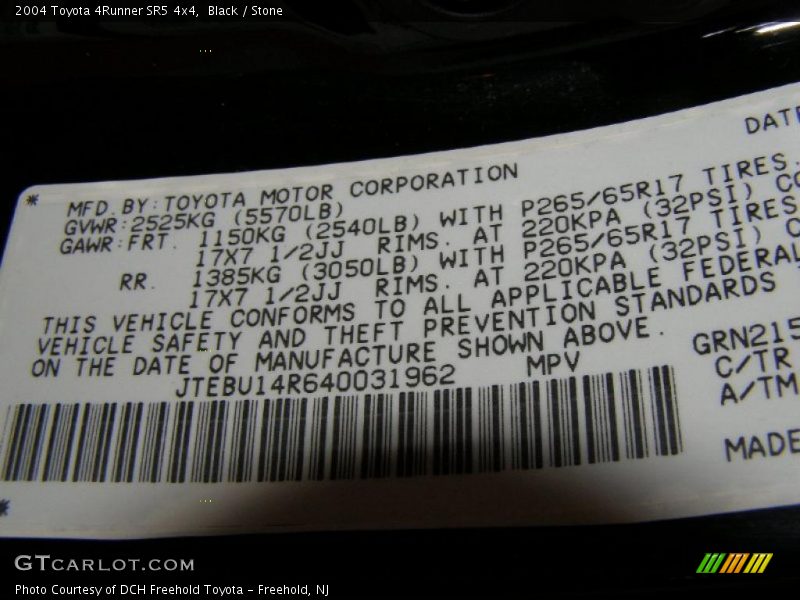 2004 Toyota 4Runner SR5 4x4, Black / Stone
DATE
* MFD. BY: TOYOTA MOTOR CORPORATION
GVWR: 2525KG (5570LB)
GAWR: FRT. 1150KG (2540LB) WITH P265/65R17 TIRES.
17X7 1/2JJ RIMS. AT 220KPA (32PSI) CO
RR. 1385KG (3050LB) WITH P265/65R17 TIRES
17X7 1/2JJ RIMS. AT 220KPA (32PSI) C
THIS VEHICLE CONFORMS TO ALL APPLICABLE FEDERAL
VEHICLE SAFETY AND THEFT PREVENTION STANDARDS
ON THE DATE OF MANUFACTURE SHOWN ABOVE.
JTEBU14R640031962 MPV
GRN215
C/TR
A/TM
MADE
*
GTCARLOT.COM
Photo Courtesy of DCH Freehold Toyota - Freehold, NJ